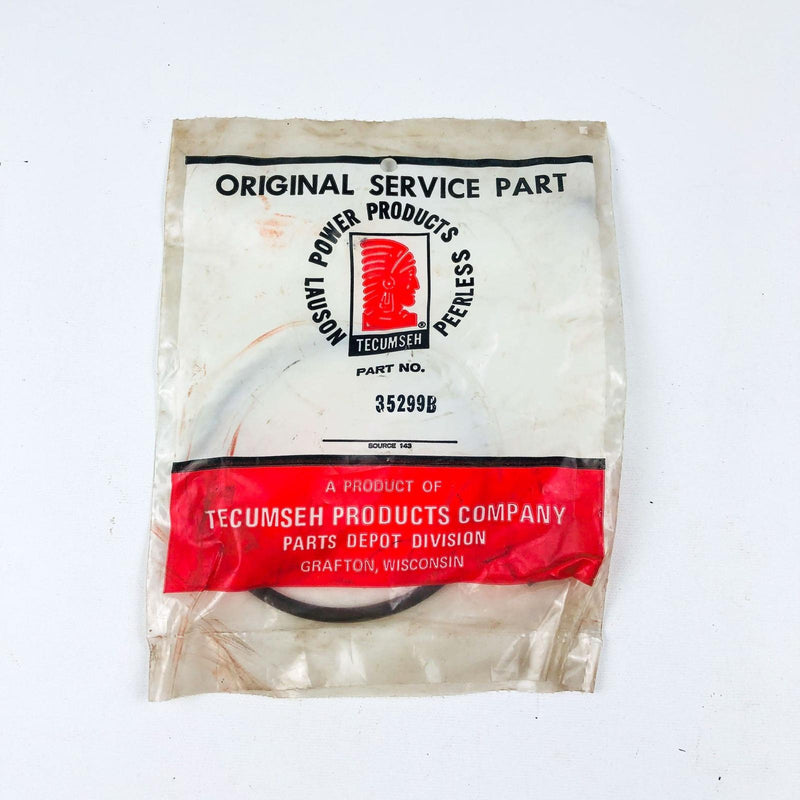 ORIGINAL SERVICE PART
LAUSON POWER PRODUCTS PEERLESS
®
TECUMSEH
PART NO.
35299B
SOURCE 143
A PRODUCT OF
TECUMSEH PRODUCTS COMPANY
PARTS DEPOT DIVISION
GRAFTON, WISCONSIN